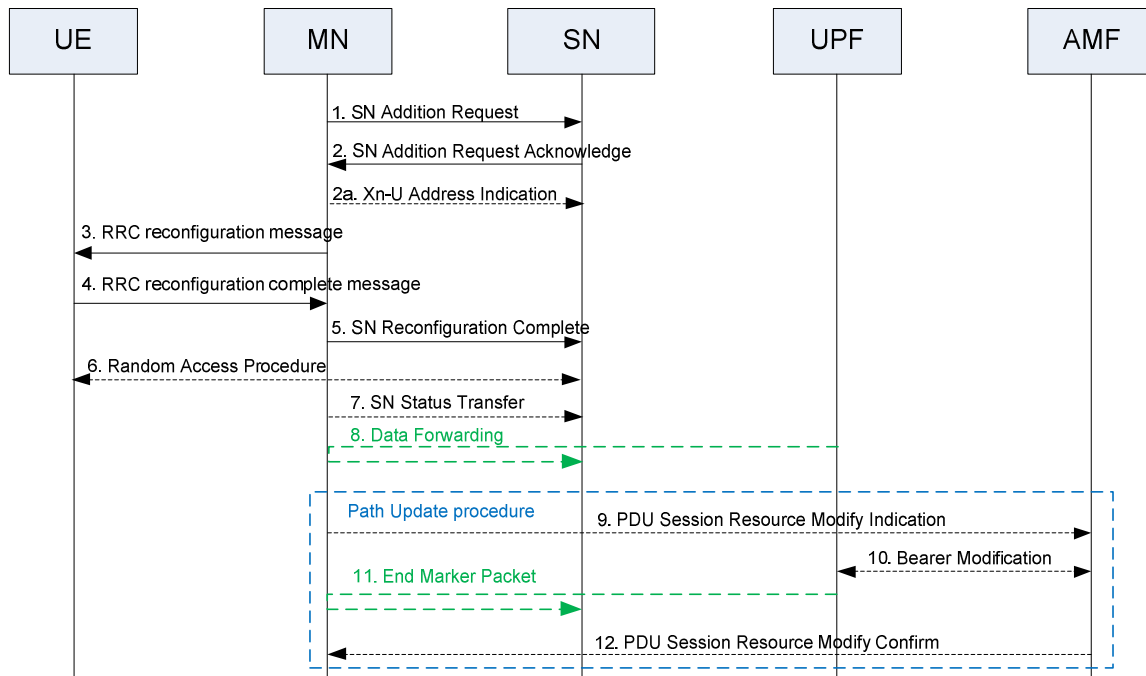 UE
MN
SN
UPF
AMF
1. SN Addition Request
2. SN Addition Request Acknowledge
2a. Xn-U Address Indication
3. RRC reconfiguration message
4. RRC reconfiguration complete message
5. SN Reconfiguration Complete
6. Random Access Procedure
7. SN Status Transfer
8. Data Forwarding
Path Update procedure
9. PDU Session Resource Modify Indication
10. Bearer Modification
11. End Marker Packet
12. PDU Session Resource Modify Confirm